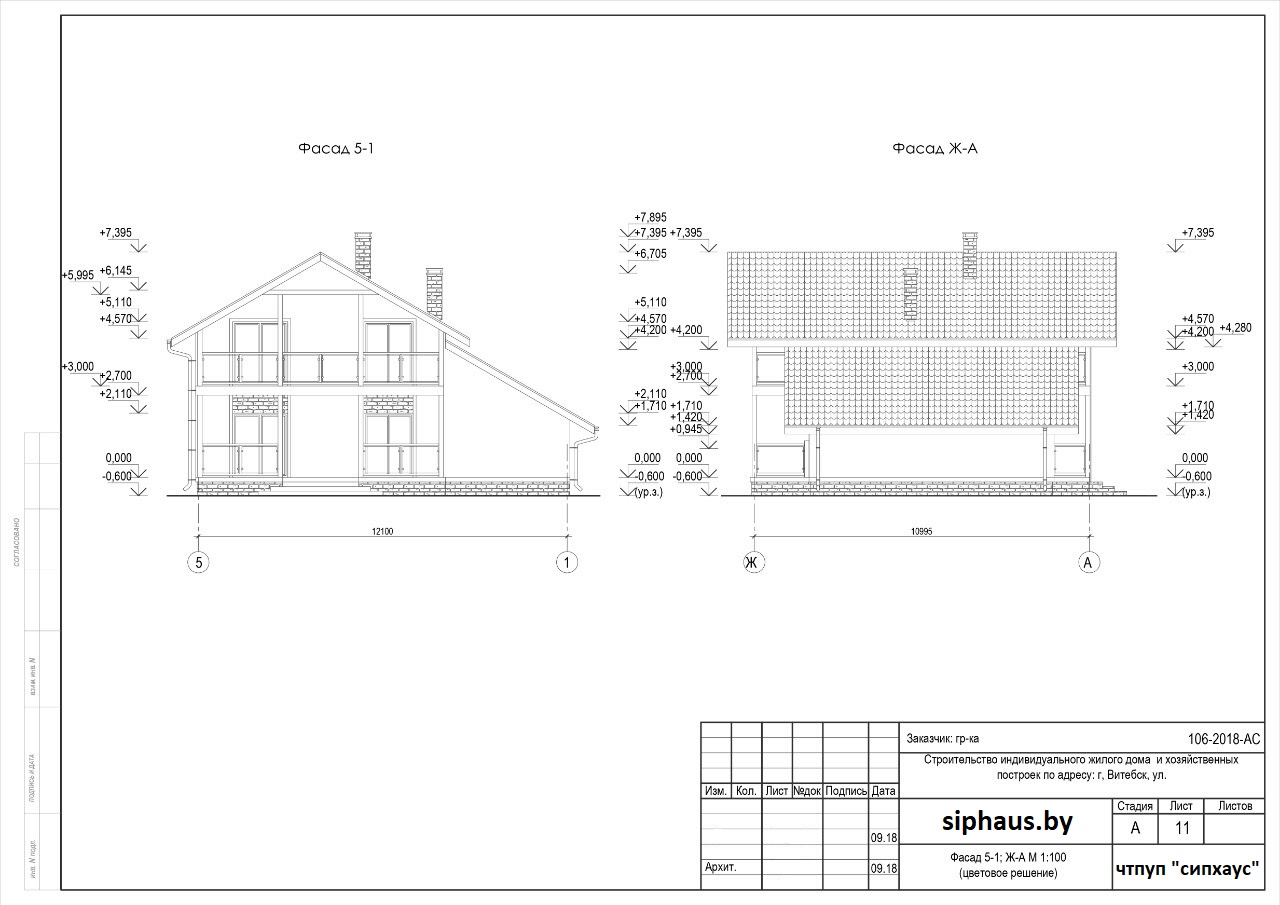 Фасад 5-1
Фасад Ж-А
+7,395
+5,995
+6,145
+5,110
+4,570
+3,000
+2,700
+2,110
0,000
-0,600
+7,895
+7,395
+6,705
+5,110
+4,570
+4,200
+2,110
+1,710
0,000
-0,600
(ур.з.)
+7,395
+4,200
+3,000
+2,700
+1,710
+1,420
+0,945
0,000
-0,600
+7,395
+4,570
+4,200
+4,280
+3,000
+1,710
+1,420
0,000
-0,600
(ур.з.)
12100
10995
5
1
Ж
А
СОГЛАСОВАНО
ВЗАМ. ИНВ. N
ПОДПИСЬ И ДАТА
ИНВ. N подл.
Заказчик: гр-ка
106-2018-АС
Строительство индивидуального жилого дома и хозяйственных
построек по адресу: г, Витебск, ул.
Изм. Кол. Лист №док Подпись Дата
siphaus.by
Стадия Лист Листов
А 11
09.18
Архит. 09.18
Фасад 5-1; Ж-А М 1:100
(цветовое решение)
чтпуп "сипхаус"